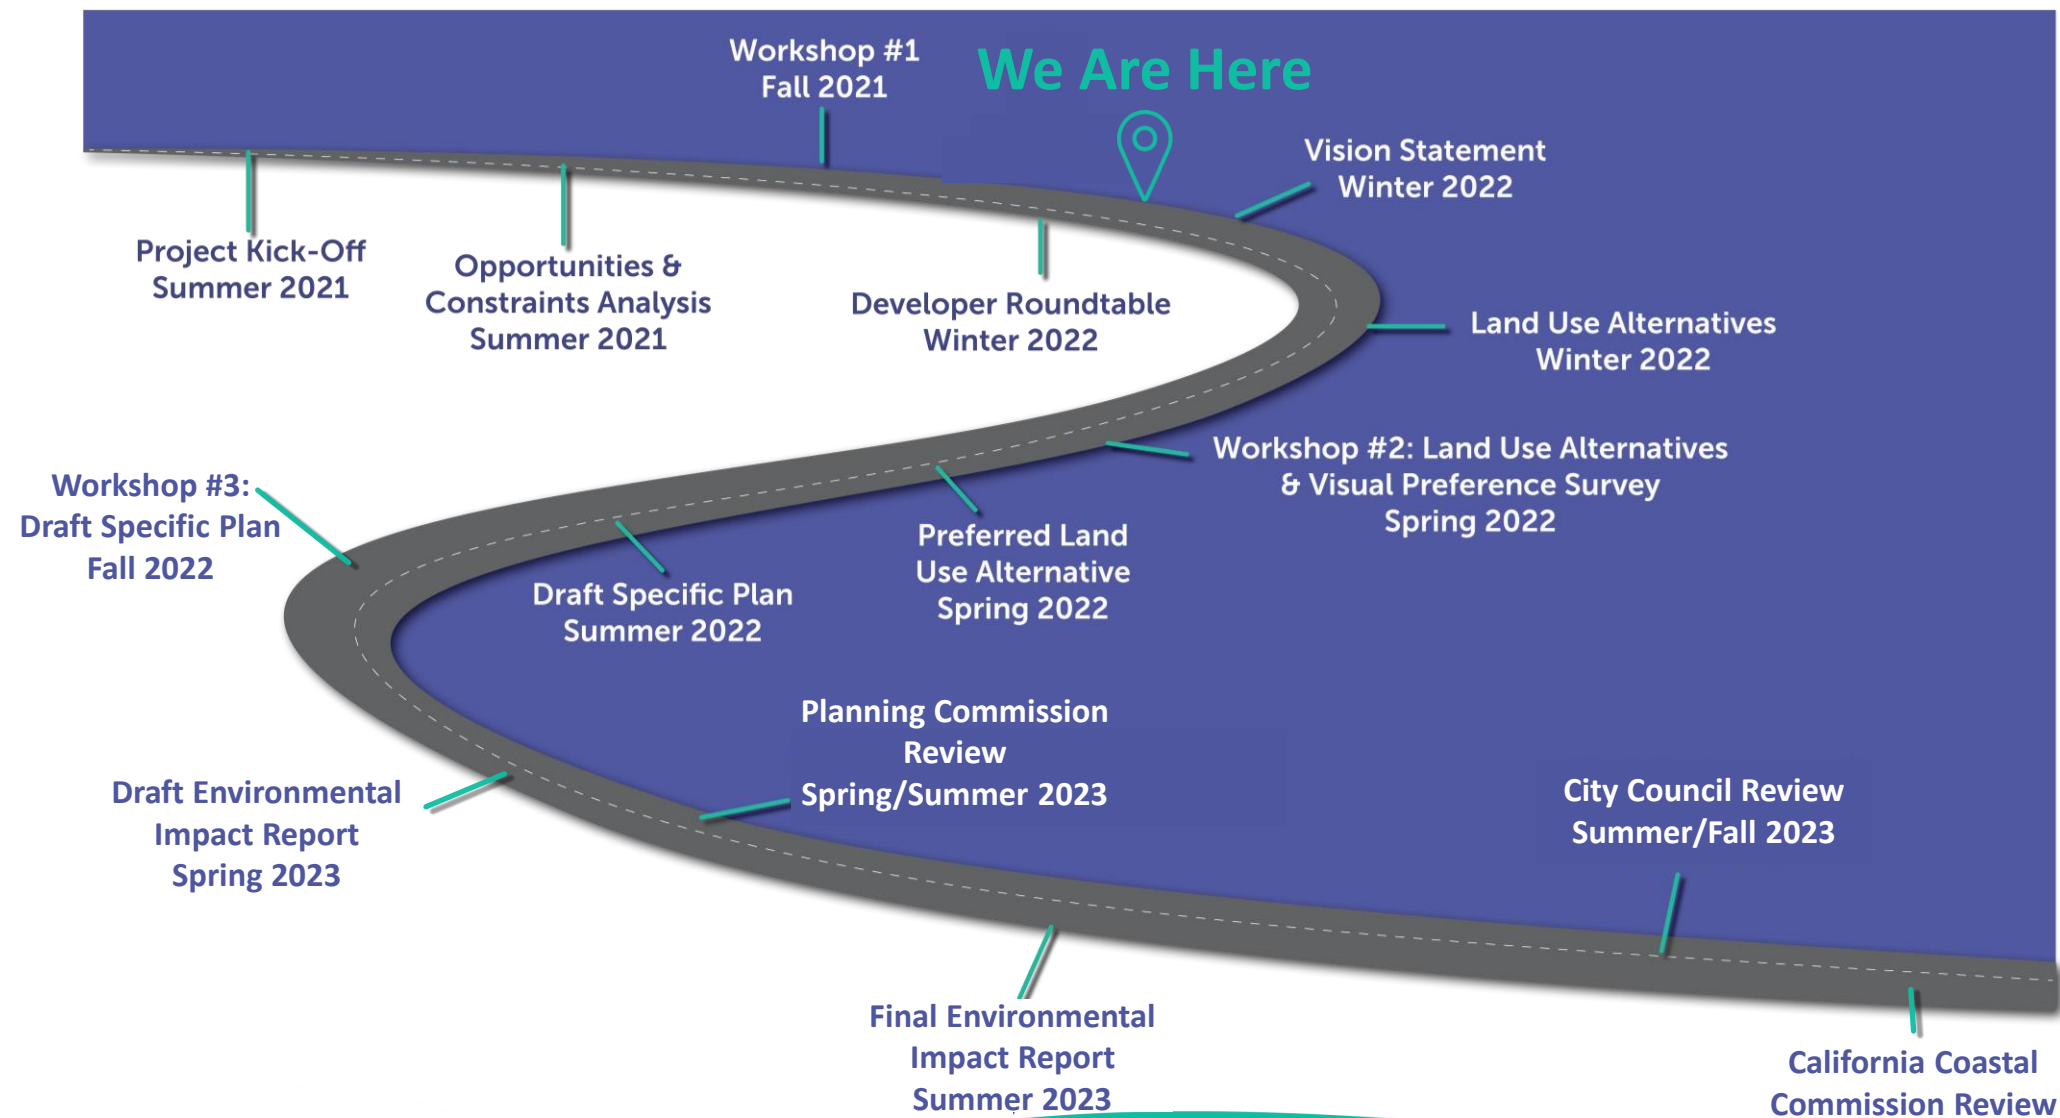 Workshop #1
Fall 2021
We Are Here
Vision Statement
Winter 2022
Project Kick-Off
Summer 2021
Opportunities &
Constraints Analysis
Summer 2021
Developer Roundtable
Winter 2022
Land Use Alternatives
Winter 2022
Workshop #2: Land Use Alternatives
& Visual Preference Survey
Spring 2022
Workshop #3:
Draft Specific Plan
Fall 2022
Preferred Land
Use Alternative
Spring 2022
Draft Specific Plan
Summer 2022
Planning Commission
Review
Spring/Summer 2023
Draft Environmental
Impact Report
Spring 2023
City Council Review
Summer/Fall 2023
Final Environmental
Impact Report
Summer 2023
California Coastal
Commission Review